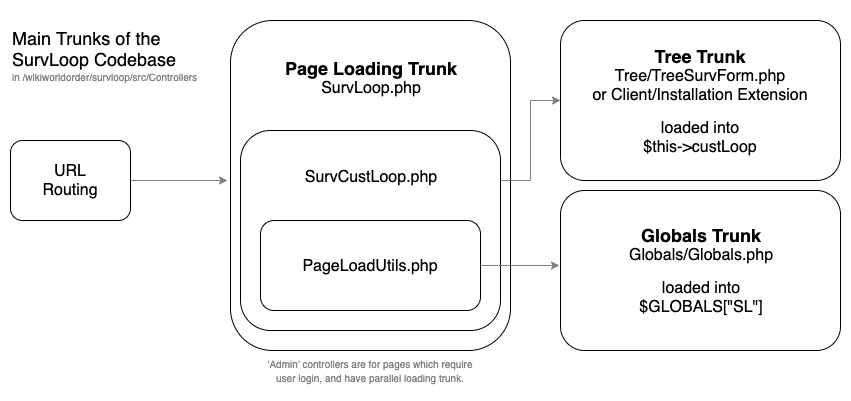 Main Trunks of the
SurvLoop Codebase
in /wikiworldorder/survloop/src/Controllers
URL
Routing
Page Loading Trunk
SurvLoop.php
SurvCustLoop.php
PageLoadUtils.php
'Admin' controllers are for pages which require
user login, and have parallel loading trunk.
Tree Trunk
Tree/TreeSurvForm.php
or Client/Installation Extension
loaded into
$this->custLoop
Globals Trunk
Globals/Globals.php
loaded into
$GLOBALS["SL"]